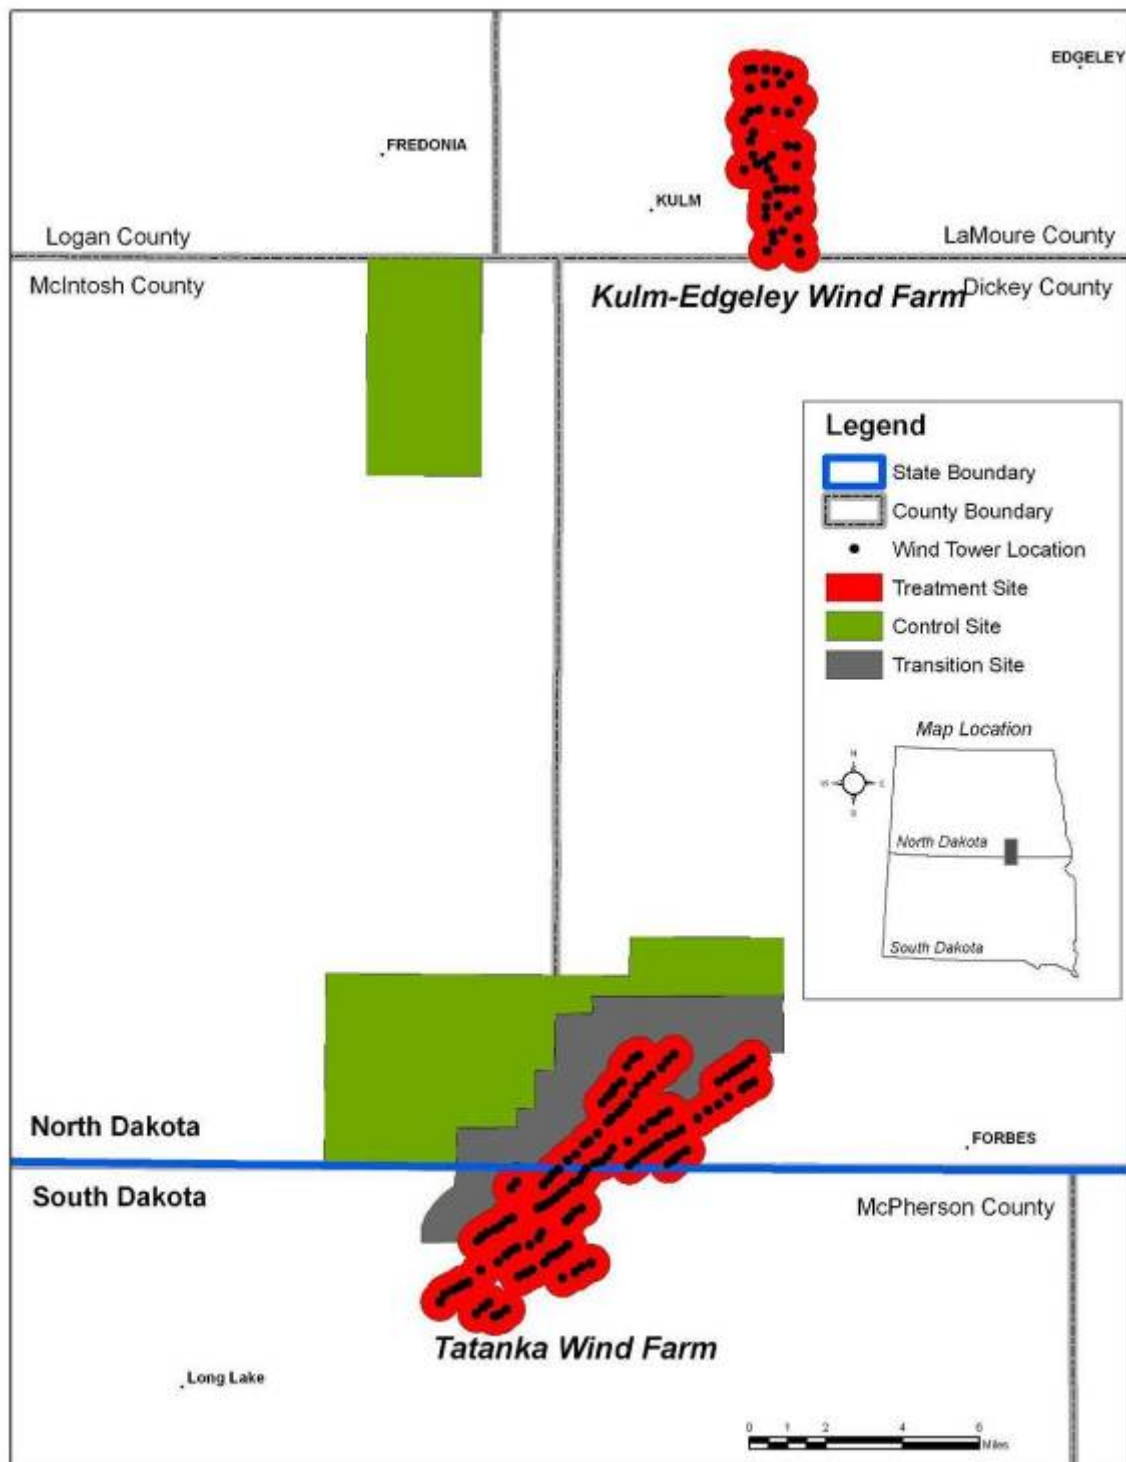 EDGELEY
FREDONIA
KULM
Logan County
LaMoure County
McIntosh County
Kulm-Edgeley Wind Farm
Dickey County
Legend
State Boundary
County Boundary
Wind Tower Location
Treatment Site
Control Site
Transition Site
Map Location
N
W
E
S
North Dakota
South Dakota
North Dakota
FORBES
South Dakota
McPherson County
Tatanka Wind Farm
Long Lake
0 1 2 4 6
Miles